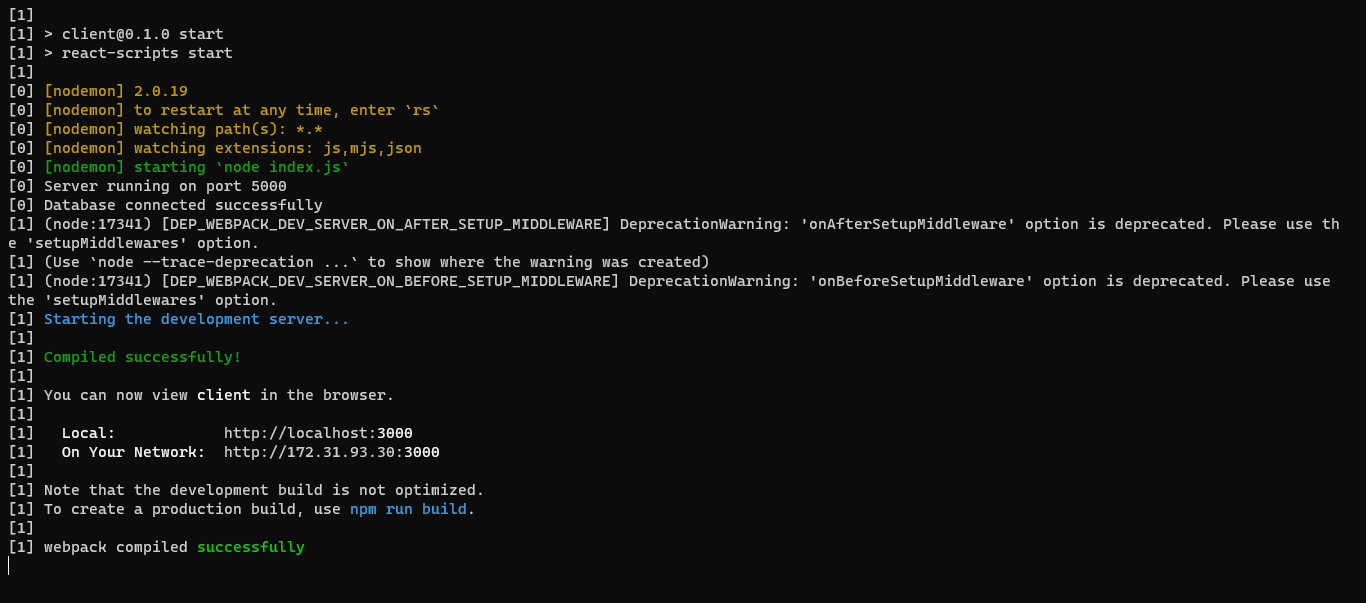 [1]
[1] > client@0.1.0 start
[1] > react-scripts start
[1]
[0] [nodemon] 2.0.19
[0] [nodemon] to restart at any time, enter `rs`
[0] [nodemon] watching path(s): *.*
[0] [nodemon] watching extensions: js,mjs,json
[0] [nodemon] starting `node index.js`
[0] Server running on port 5000
[0] Database connected successfully
[1] (node:17341) [DEP_WEBPACK_DEV_SERVER_ON_AFTER_SETUP_MIDDLEWARE] DeprecationWarning: 'onAfterSetupMiddleware' option is deprecated. Please use th
e 'setupMiddlewares' option.
[1] (Use `node --trace-deprecation ...` to show where the warning was created)
[1] (node:17341) [DEP_WEBPACK_DEV_SERVER_ON_BEFORE_SETUP_MIDDLEWARE] DeprecationWarning: 'onBeforeSetupMiddleware' option is deprecated. Please use
the 'setupMiddlewares' option.
[1] Starting the development server...
[1]
[1] Compiled successfully!
[1]
[1] You can now view client in the browser.
[1]
[1]   Local:            http://localhost:3000
[1]   On Your Network:  http://172.31.93.30:3000
[1]
[1] Note that the development build is not optimized.
[1] To create a production build, use npm run build.
[1]
[1] webpack compiled successfully